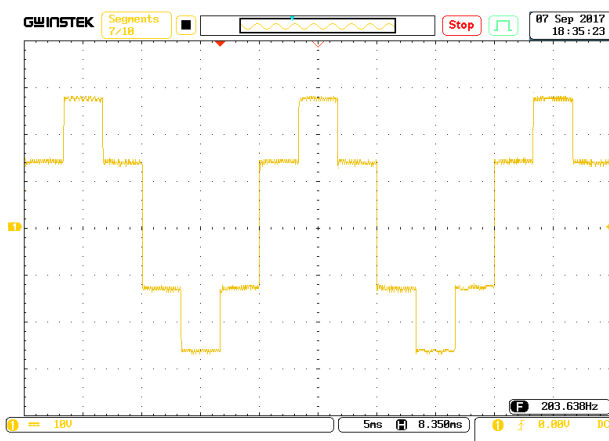 GWINSTEK
Segments
7/10
Stop
07 Sep 2017
18:35:23
1
1 10V
5ms H 8.350ms
F 203.638Hz
1 0.00V DC